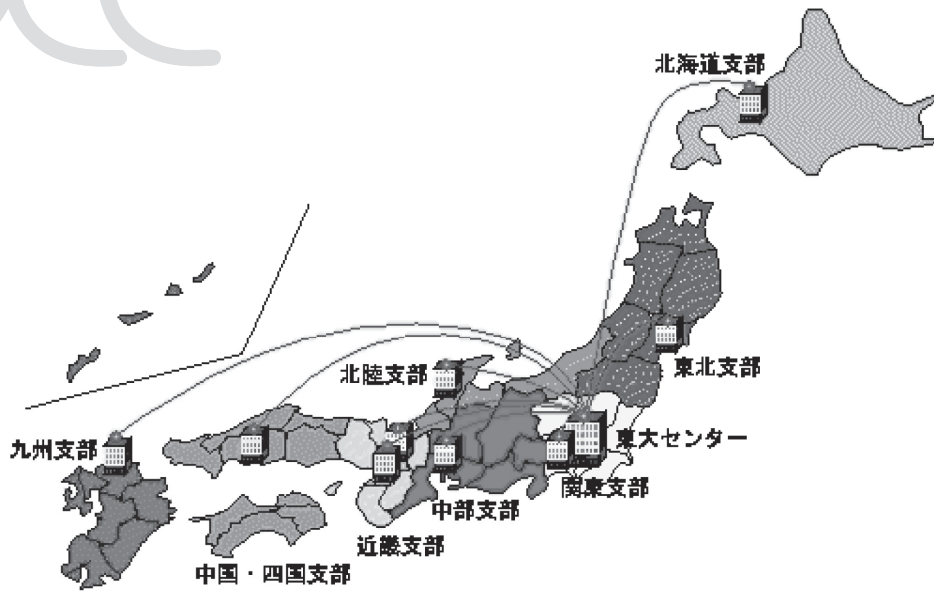 北海道支部
東北支部
北陸支部
東大センター
九州支部
関東支部
中部支部
近畿支部
中国・四国支部